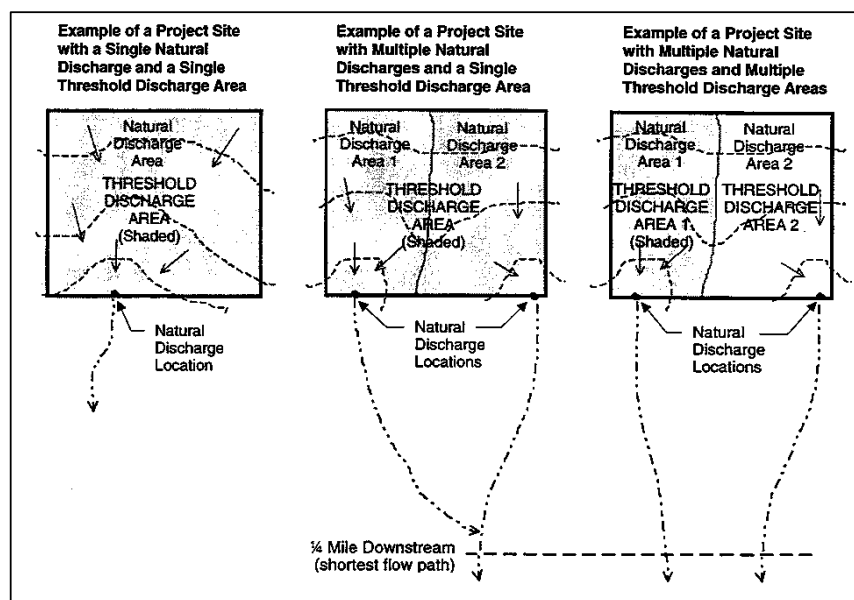 Example of a Project Site
with a Single Natural
Discharge and a Single
Threshold Discharge Area
Natural
Discharge
Area
THRESHOLD
DISCHARGE
AREA
(Shaded)
Natural
Discharge
Location
Example of a Project Site
with Multiple Natural
Discharges and a Single
Threshold Discharge Area
Natural
Discharge
Area 1
Natural
Discharge
Area 2
THRESHOLD
DISCHARGE
AREA
(Shaded)
Natural
Discharge
Locations
Example of a Project Site
with Multiple Natural
Discharges and Multiple
Threshold Discharge Areas
Natural
Discharge
Area 1
Natural
Discharge
Area 2
THRESHOLD
DISCHARGE
AREA 1
(Shaded)
THRESHOLD
DISCHARGE
AREA 2
Natural
Discharge
Locations
¼ Mile Downstream
(shortest flow path)